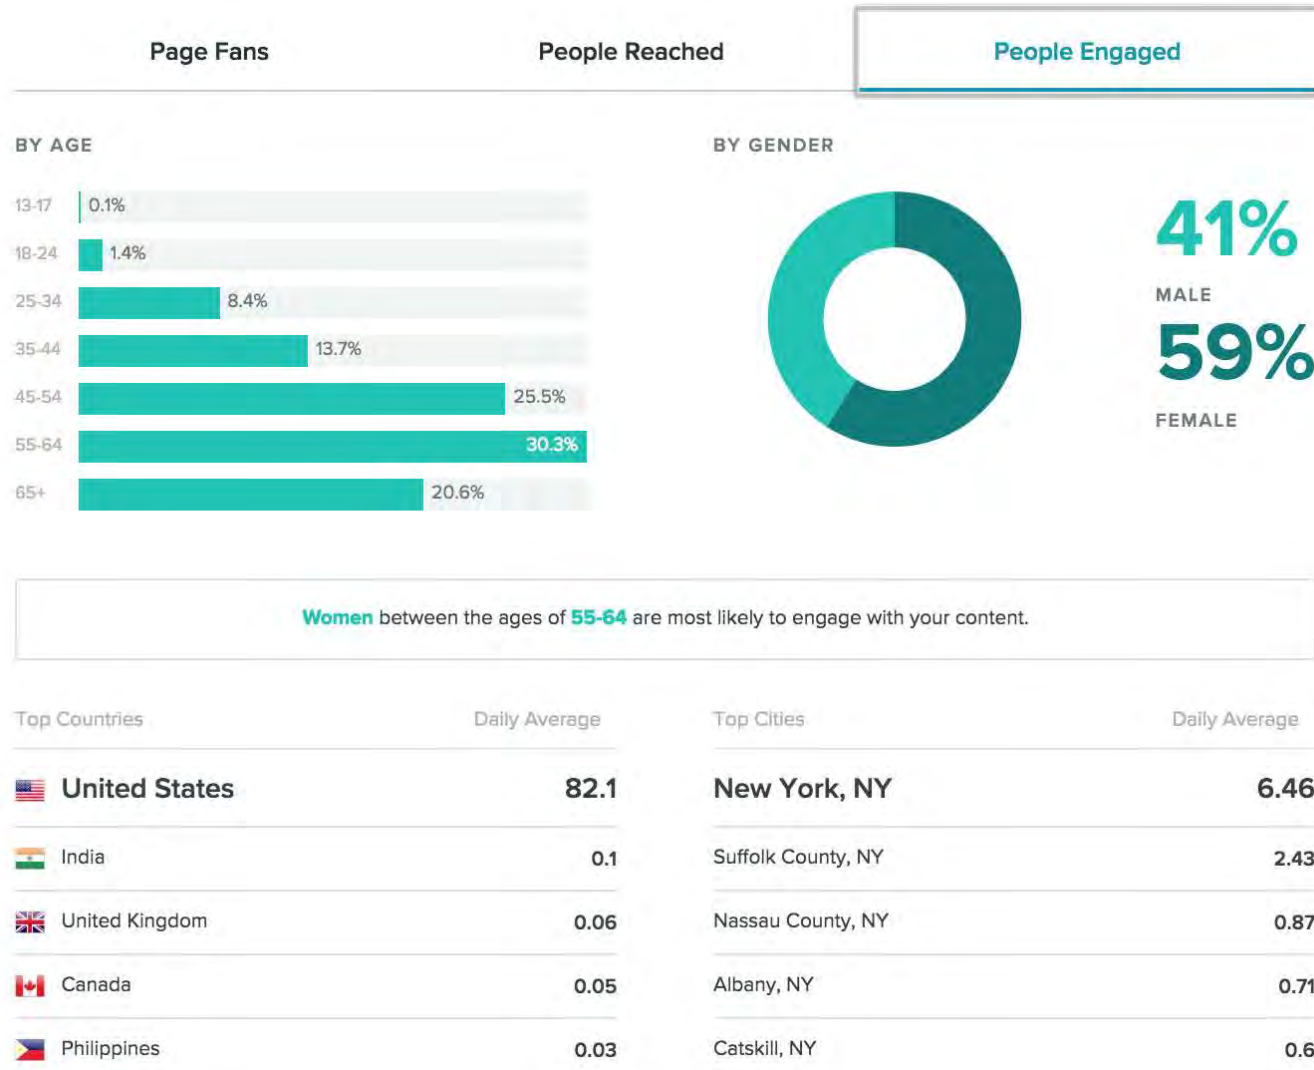 Page Fans
People Reached
People Engaged
BY AGE
13-17 0.1%
18-24 1.4%
25-34 8.4%
35-44 13.7%
45-54 25.5%
55-64 30.3%
65+ 20.6%
BY GENDER
41%
MALE
59%
FEMALE
Women between the ages of 55-64 are most likely to engage with your content.
Top Countries Daily Average
United States 82.1
India 0.1
United Kingdom 0.06
Canada 0.05
Philippines 0.03
Top Cities Daily Average
New York, NY 6.46
Suffolk County, NY 2.43
Nassau County, NY 0.87
Albany, NY 0.71
Catskill, NY 0.6